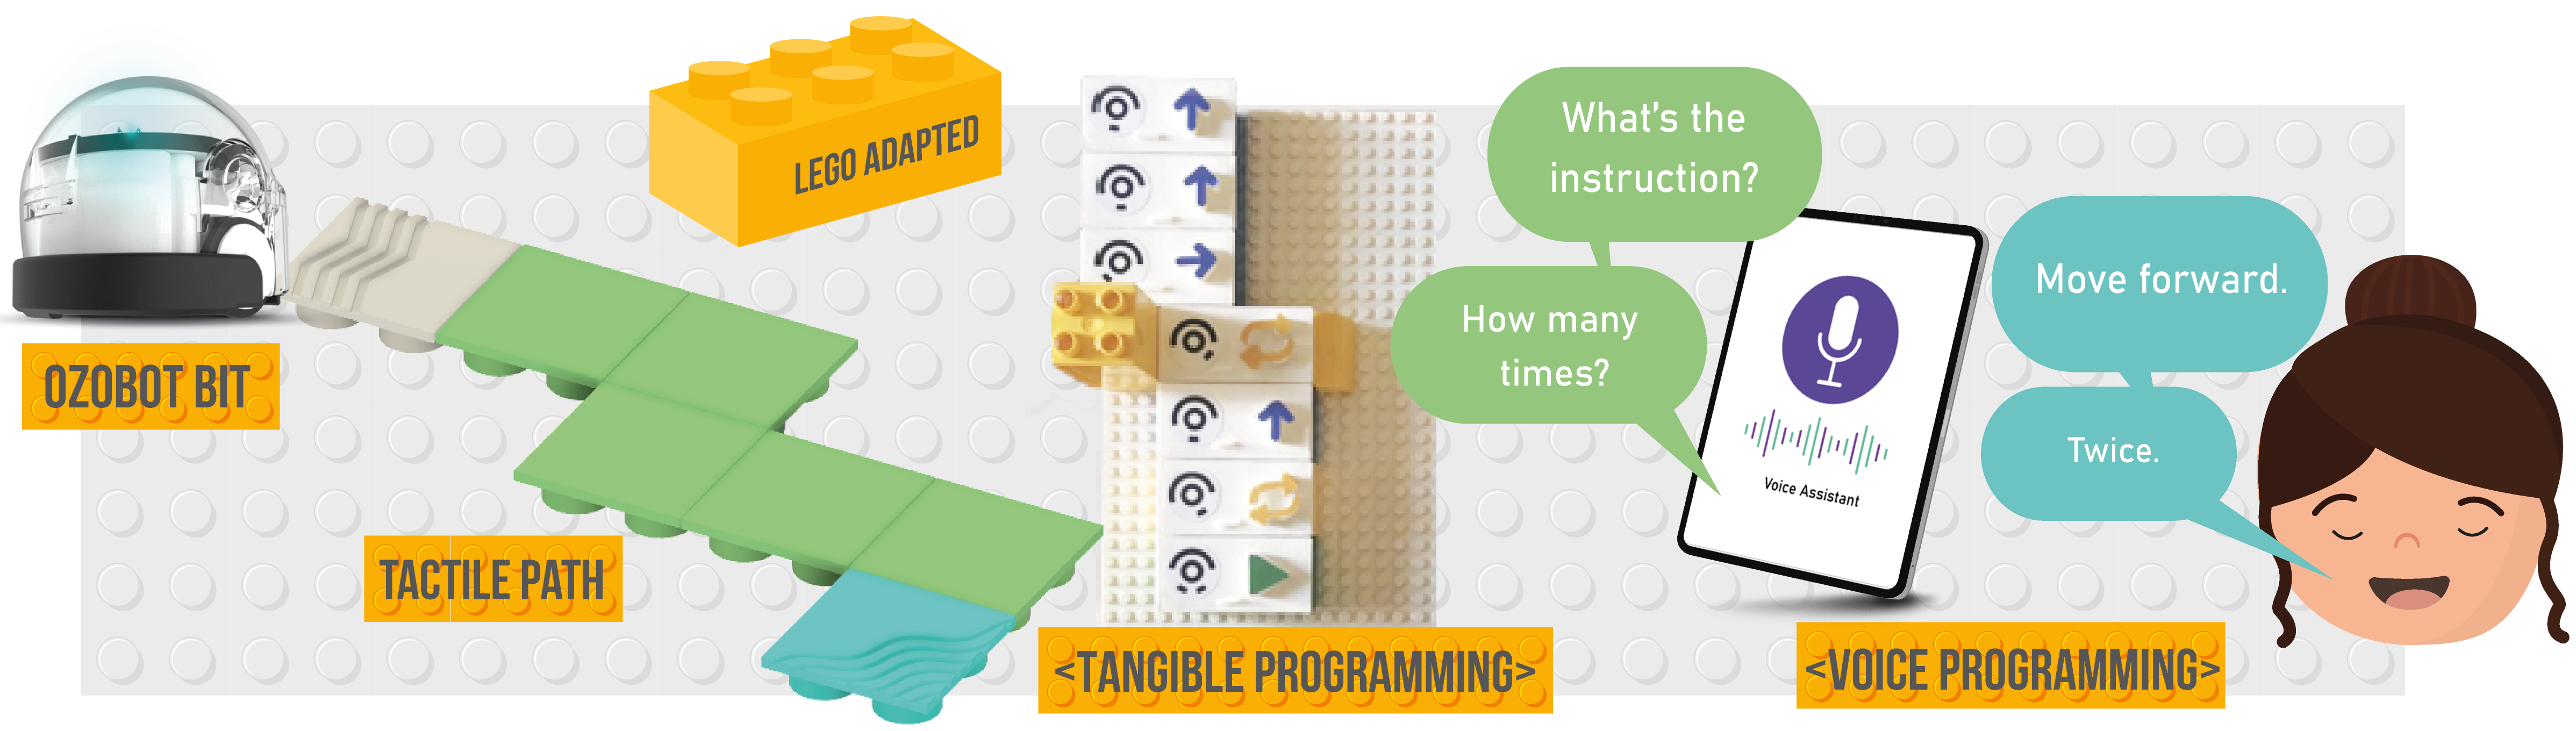 LEGO ADAPTED
OZOBOT BIT
TACTILE PATH
<TANGIBLE PROGRAMMING>
What's the
instruction?
How many
times?
Voice Assistant
Move forward.
Twice.
<VOICE PROGRAMMING>